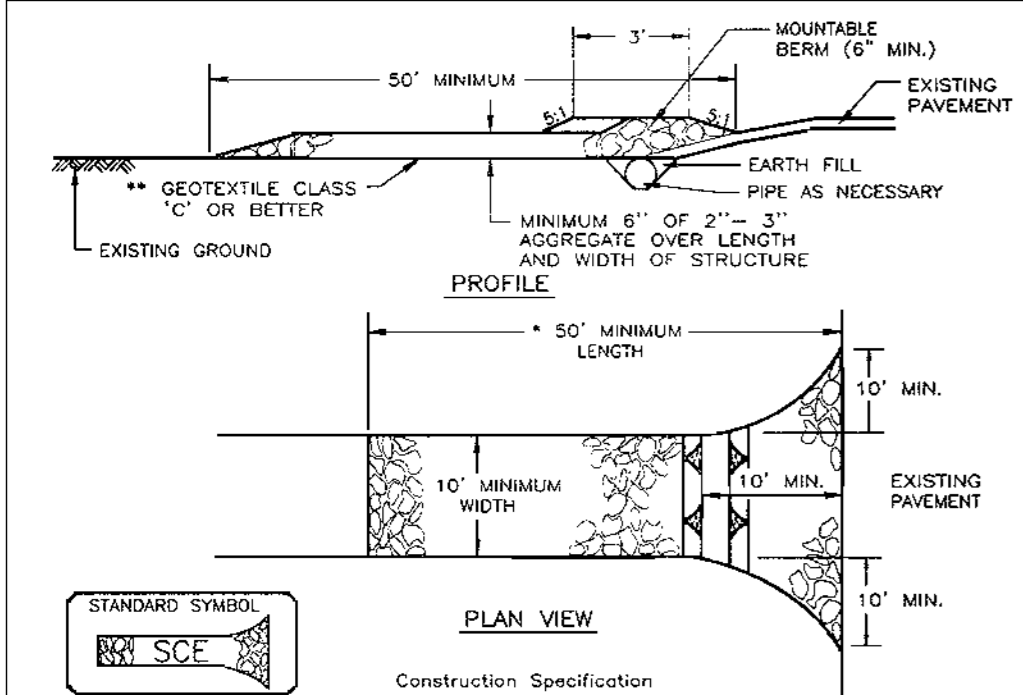 3'
MOUNTABLE
BERM (6" MIN.)
50' MINIMUM
EXISTING
PAVEMENT
5:1
5:1
EARTH FILL
** GEOTEXTILE CLASS
'C' OR BETTER
PIPE AS NECESSARY
EXISTING GROUND
MINIMUM 6" OF 2"- 3"
AGGREGATE OVER LENGTH
AND WIDTH OF STRUCTURE
PROFILE
* 50' MINIMUM
LENGTH
10' MIN.
10' MINIMUM
WIDTH
10' MIN.
EXISTING
PAVEMENT
10' MIN.
STANDARD SYMBOL
SCE
PLAN VIEW
Construction Specification